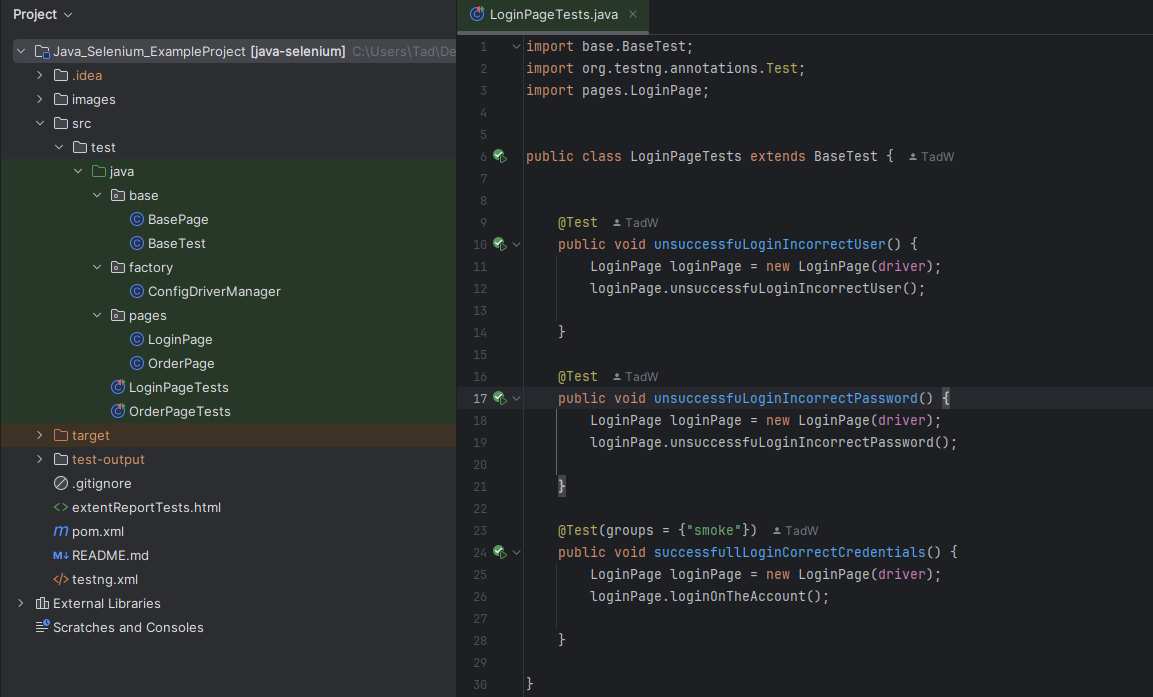 Project
Java_Selenium_ExampleProject [java-selenium] C:\Users\Tad\De
.idea
images
src
test
java
base
BasePage
BaseTest
factory
ConfigDriverManager
pages
LoginPage
OrderPage
LoginPageTests
OrderPageTests
target
test-output
.gitignore
extentReportTests.html
pom.xml
README.md
testng.xml
External Libraries
Scratches and Consoles
LoginPageTests.java
1 import base.BaseTest;
2 import org.testng.annotations.Test;
3 import pages.LoginPage;
4
5
6 public class LoginPageTests extends BaseTest { TadW
7
8
9 @Test TadW
10 public void unsuccessfuLoginIncorrectUser() {
11 LoginPage loginPage = new LoginPage(driver);
12 loginPage.unsuccessfuLoginIncorrectUser();
13
14 }
15
16 @Test TadW
17 public void unsuccessfuLoginIncorrectPassword() {
18 LoginPage loginPage = new LoginPage(driver);
19 loginPage.unsuccessfuLoginIncorrectPassword();
20
21 }
22
23 @Test(groups = {"smoke"}) TadW
24 public void successfullLoginCorrectCredentials() {
25 LoginPage loginPage = new LoginPage(driver);
26 loginPage.loginOnTheAccount();
27
28 }
29
30 }